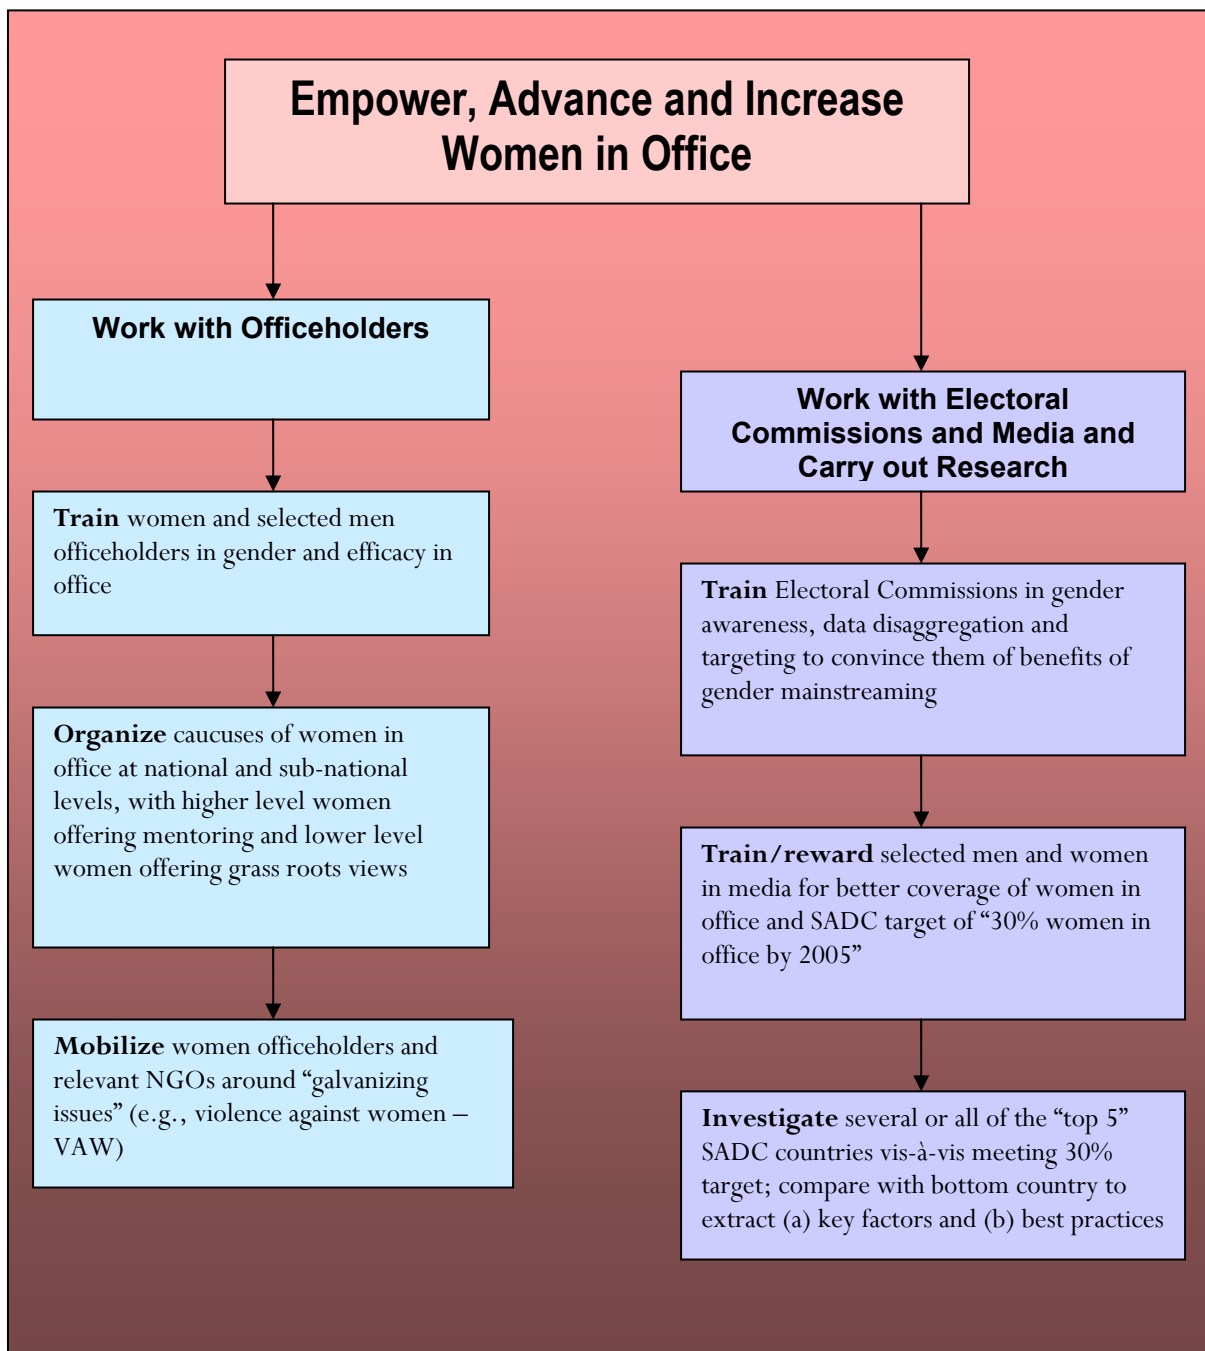 Empower, Advance and Increase
Women in Office
Work with Officeholders
Train women and selected men
officeholders in gender and efficacy in
office
Organize caucuses of women in
office at national and sub-national
levels, with higher level women
offering mentoring and lower level
women offering grass roots views
Mobilize women officeholders and
relevant NGOs around “galvanizing
issues” (e.g., violence against women –
VAW)
Work with Electoral
Commissions and Media and
Carry out Research
Train Electoral Commissions in gender
awareness, data disaggregation and
targeting to convince them of benefits of
gender mainstreaming
Train/reward selected men and women
in media for better coverage of women in
office and SADC target of “30% women in
office by 2005”
Investigate several or all of the “top 5”
SADC countries vis-à-vis meeting 30%
target; compare with bottom country to
extract (a) key factors and (b) best practices